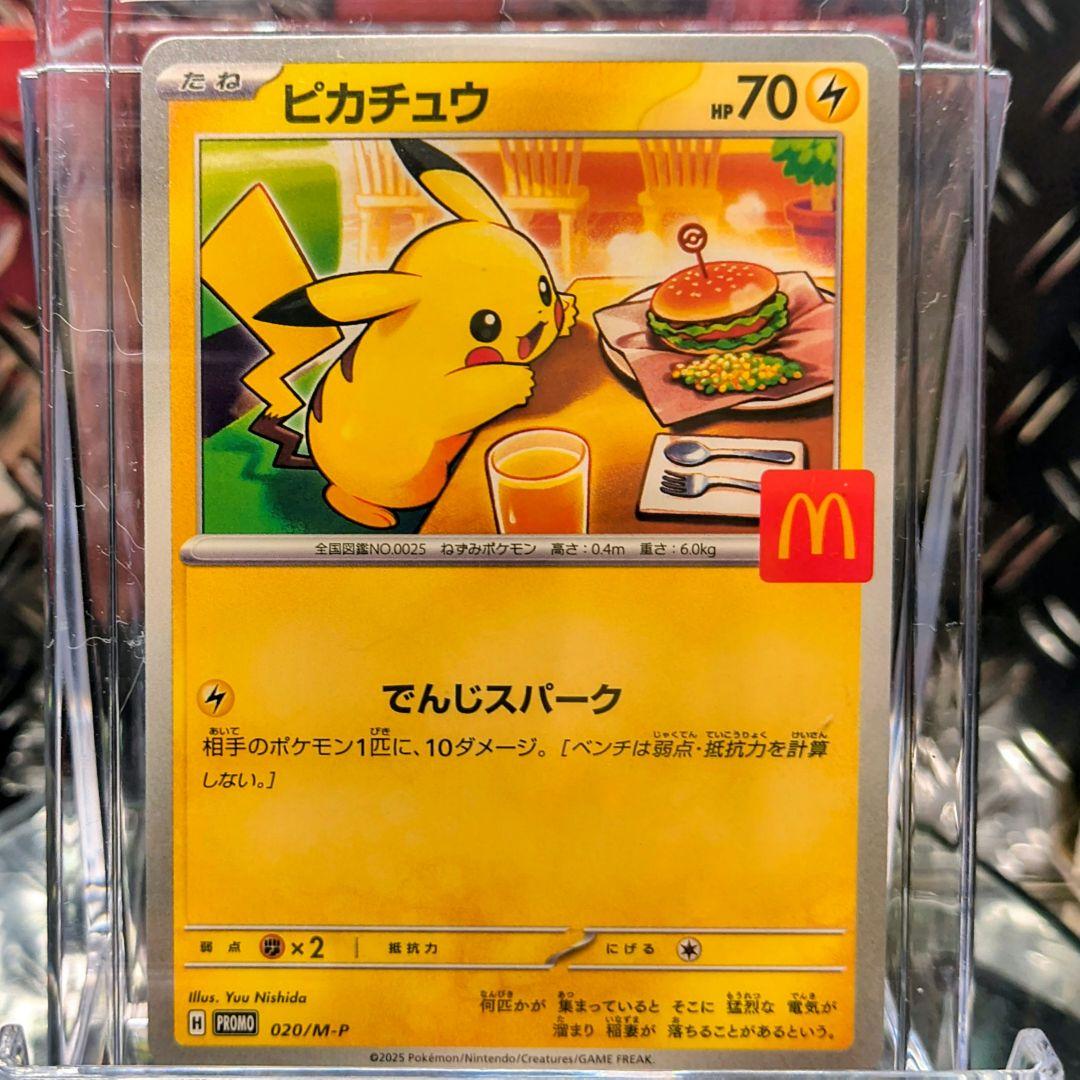 たね
ピカチュウ
HP 70
全国図鑑NO.0025 ねずみポケモン 高さ:0.4m 重さ:6.0kg
M
でんじスパーク
相手のポケモン1匹に、10ダメージ。[ベンチは弱点・抵抗力を計算
しない。]
弱点 ×2 抵抗力 にげる
Illus. Yuu Nishida
何匹かが 集まっていると そこに 猛烈な 電気が
溜まり 稲妻が 落ちることがあるという。
H PROMO 020/M-P
©2025 Pokémon/Nintendo/Creatures/GAME FREAK.